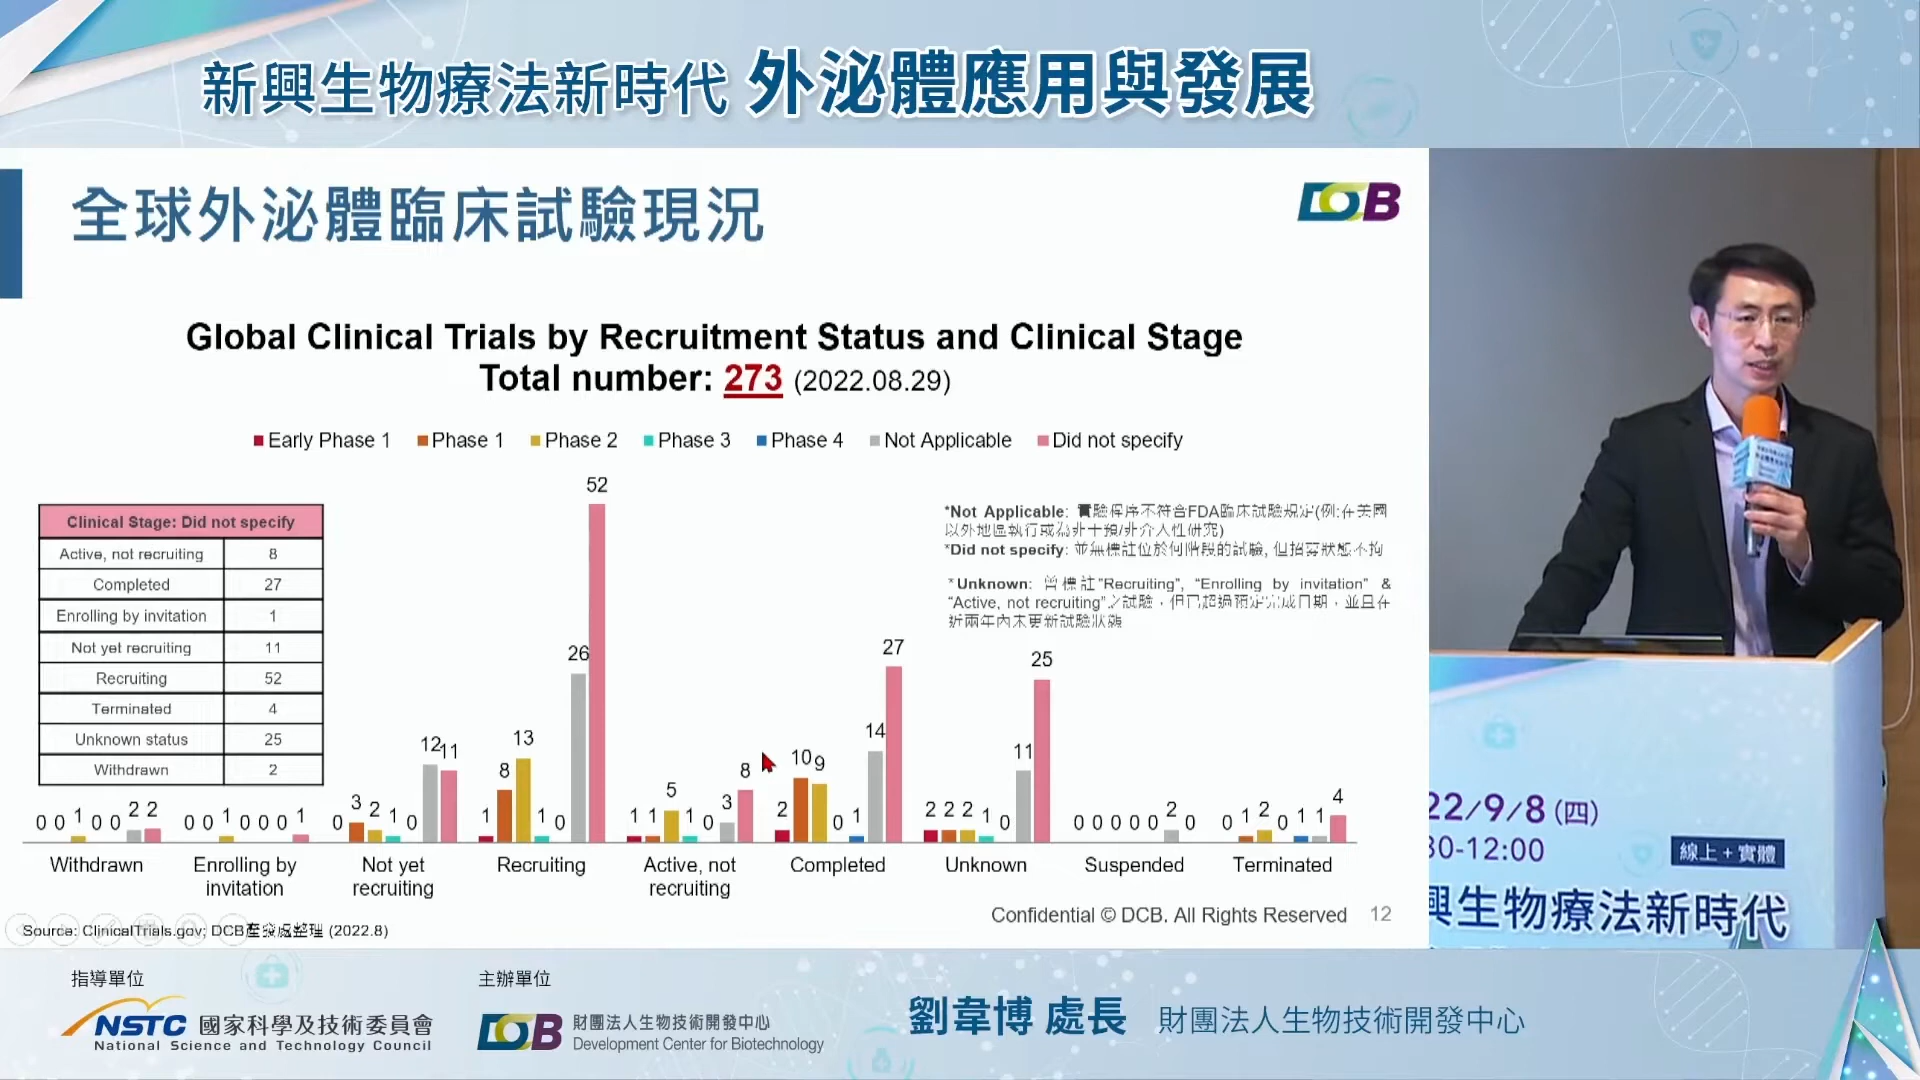 新興生物療法新時代 外泌體應用與發展
全球外泌體臨床試驗現況
DCB
Global Clinical Trials by Recruitment Status and Clinical Stage
Total number: 273 (2022.08.29)
Early Phase 1 Phase 1 Phase 2 Phase 3 Phase 4 Not Applicable Did not specify
Clinical Stage: Did not specify
Active, not recruiting 8
Completed 27
Enrolling by invitation 1
Not yet recruiting 11
Recruiting 52
Terminated 4
Unknown status 25
Withdrawn 2
*Not Applicable: 實驗程序不符合FDA臨床試驗規定(例:在美國
以外地區執行或為非干預/非介入性研究)
*Did not specify: 並無標註位於何階段的試驗, 但招募狀態不拘
*Unknown: 曾標註"Recruiting", "Enrolling by invitation" &
"Active, not recruiting"之試驗，但已超過預定完成日期，並且在
近兩年內未更新試驗狀態
0 0 1 0 0 2 2
0 0 1 0 0 0 1
0 3 2 1 0 12 11
1 8 13 1 0 26 52
1 1 5 1 0 3 8
2 10 9 0 1 14 27
2 2 2 1 0 11 25
0 0 0 0 0 2 0
0 1 2 0 1 1 4
Withdrawn
Enrolling by
invitation
Not yet
recruiting
Recruiting
Active, not
recruiting
Completed
Unknown
Suspended
Terminated
Confidential © DCB. All Rights Reserved 12
Source: ClinicalTrials.gov; DCB產發處整理 (2022.8)
22/9/8 (四)
30-12:00
線上+實體
興生物療法新時代
指導單位
NSTC 國家科學及技術委員會
National Science and Technology Council
主辦單位
DCB 財團法人生物技術開發中心
Development Center for Biotechnology
劉韋博 處長 財團法人生物技術開發中心